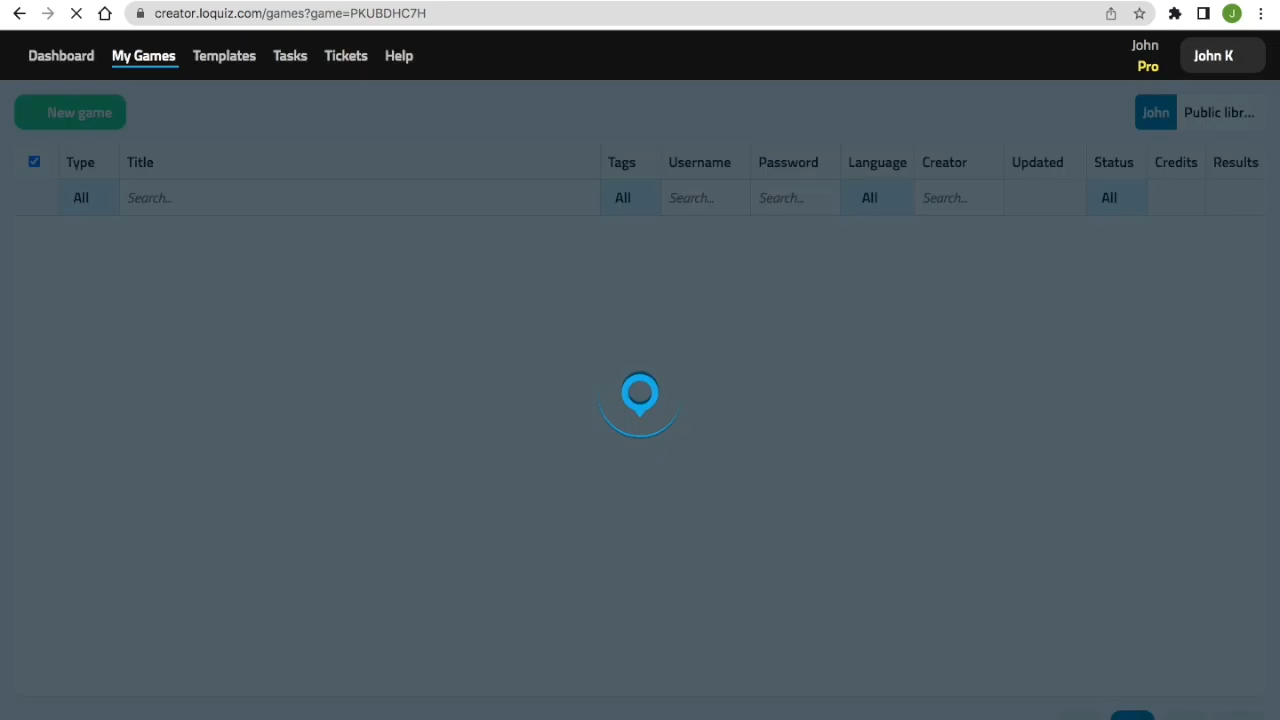 creator.loquiz.com/games?game=PKUBDHC7H
J
Dashboard My Games Templates Tasks Tickets Help
John
Pro
John K
New game
John Public libr...
Type Title Tags Username Password Language Creator Updated Status Credits Results
All Search... All Search... Search... All Search... All